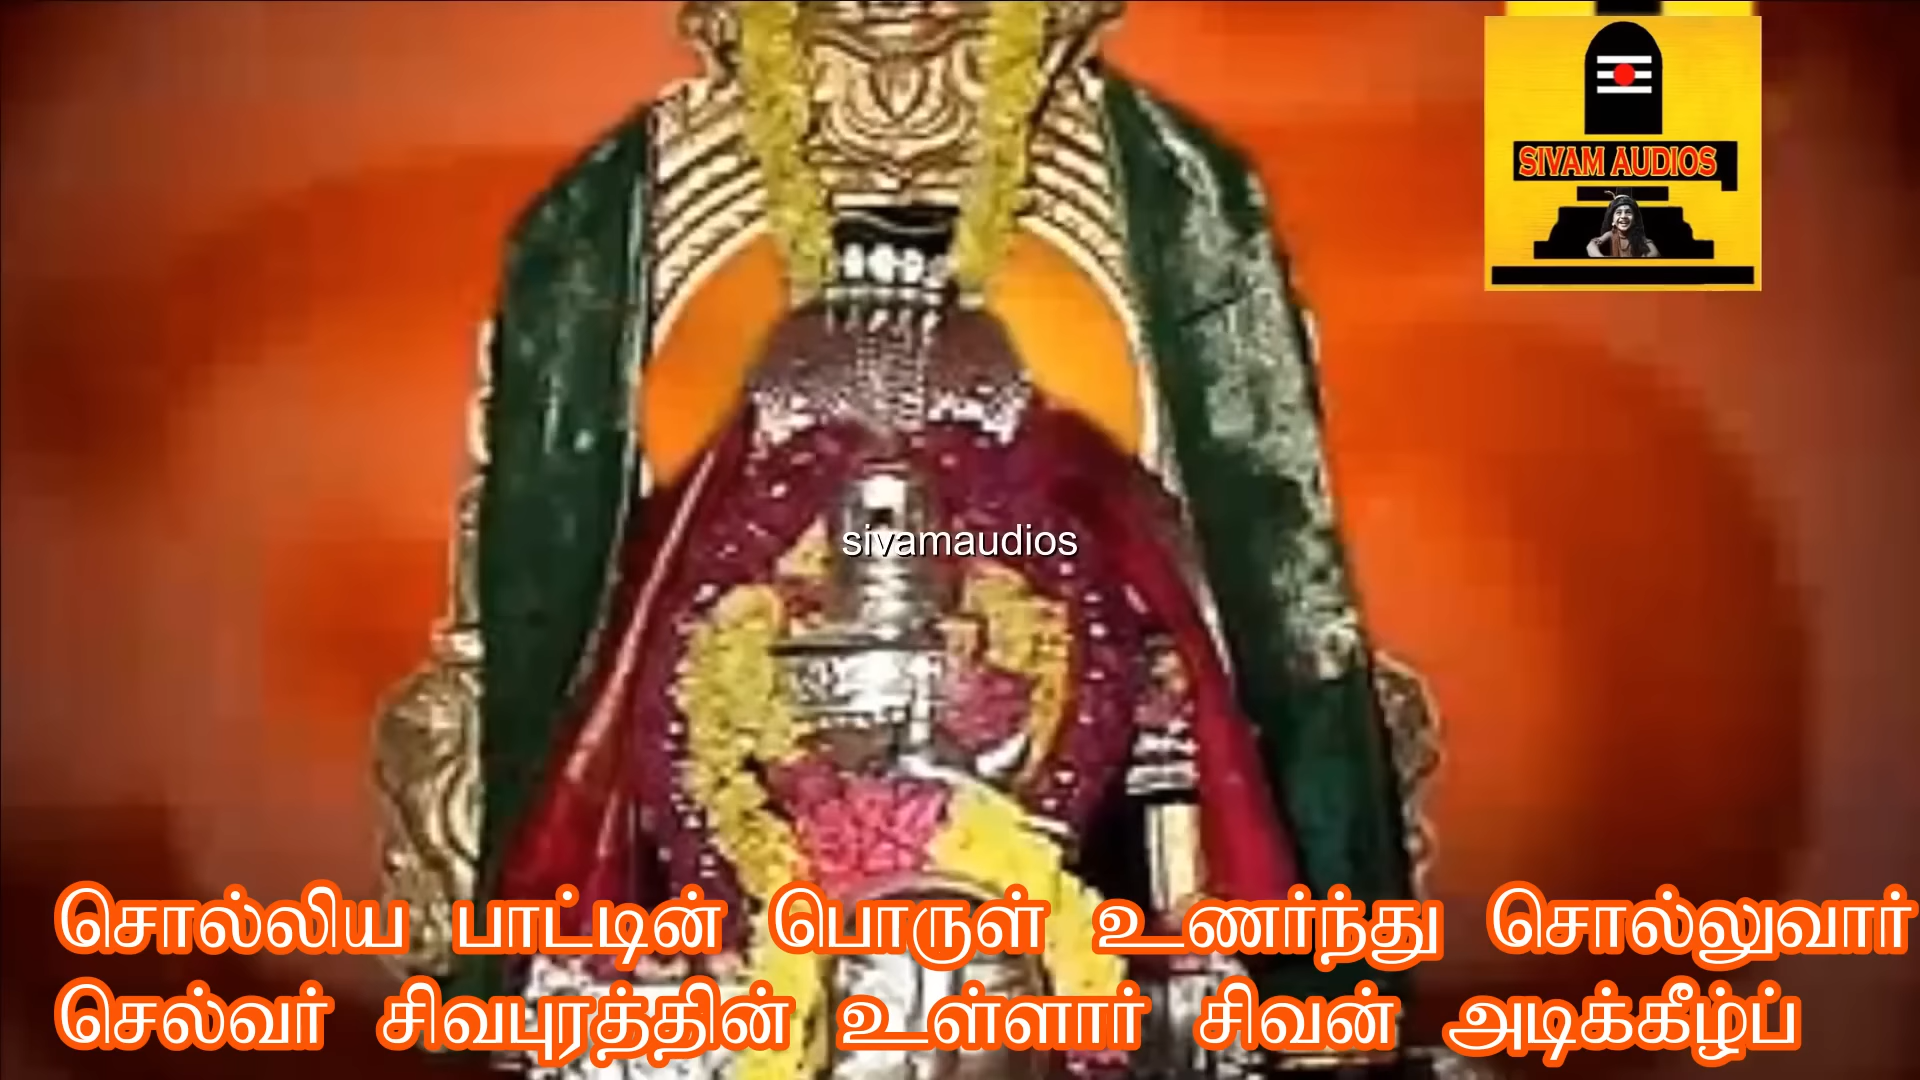 SIVAM AUDIOS
sivamaudios
சொல்லிய பாட்டின் பொருள் உணர்ந்து சொல்லுவார்
செல்வர் சிவபுரத்தின் உள்ளார் சிவன் அடிக்கீழ்ப்